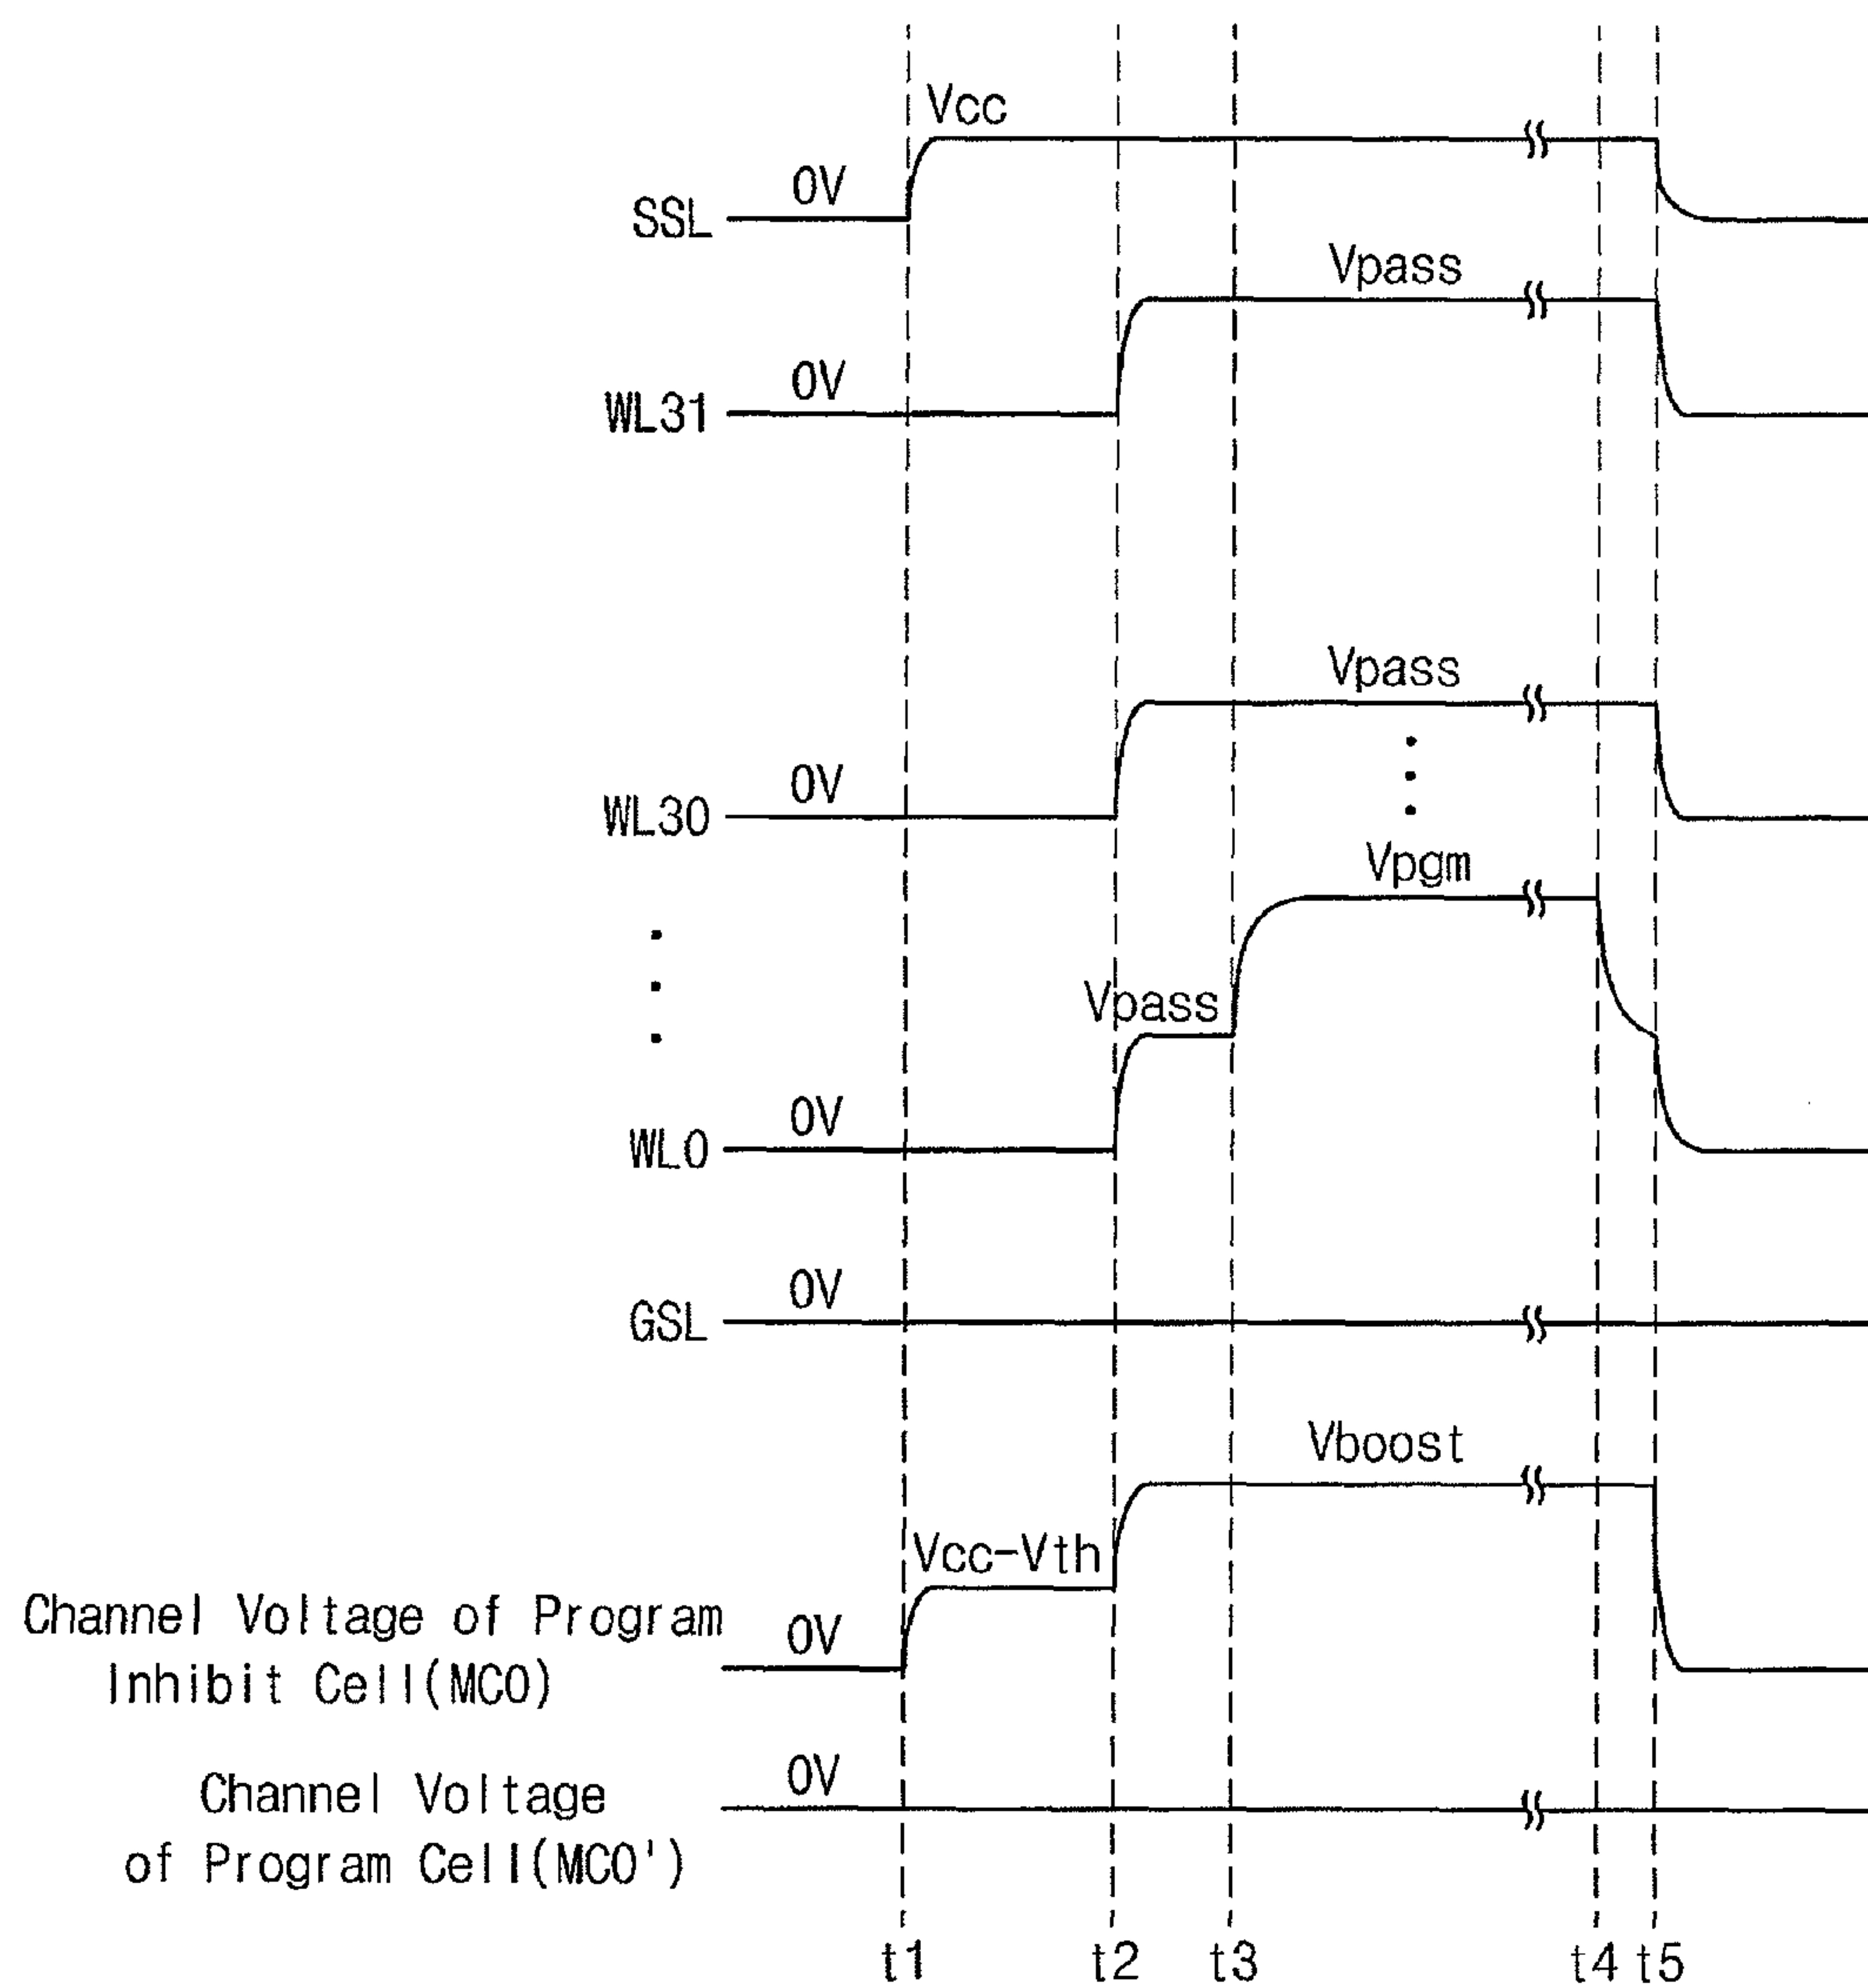 Vcc
0V
SSL
Vpass
0V
WL31
Vpass
0V
WL30
Vpgm
Vpass
0V
WL0
0V
GSL
Vboost
Vcc-Vth
Channel Voltage of Program
Inhibit Cell(MC0)
0V
Channel Voltage
of Program Cell(MC0')
0V
t1 t2 t3 t4 t5